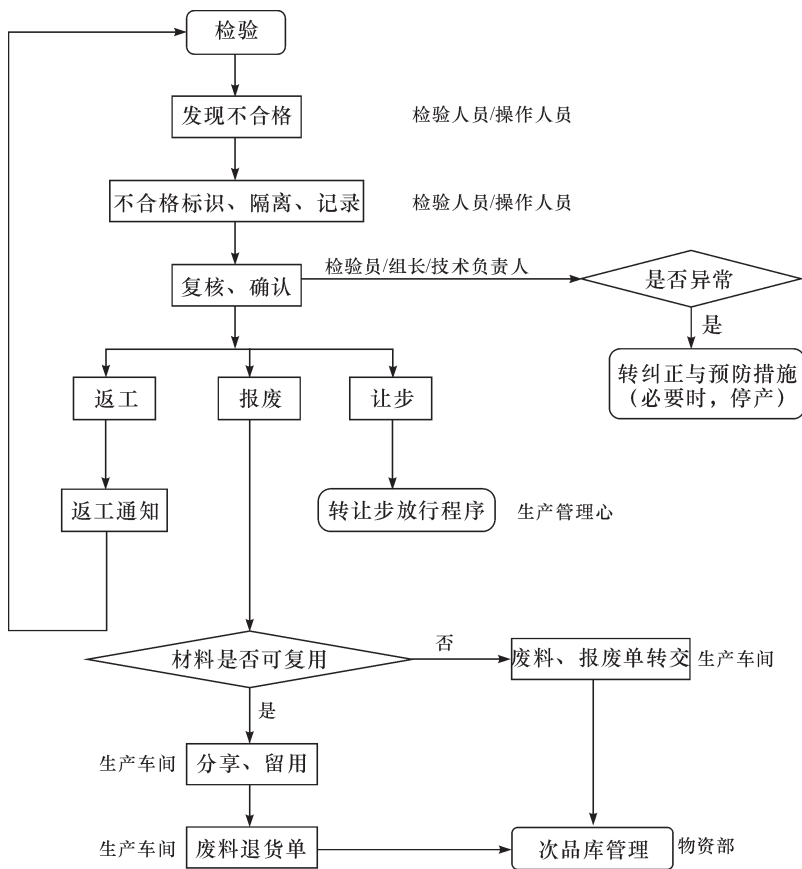 检验
发现不合格
检验人员/操作人员
不合格标识、隔离、记录
检验人员/操作人员
复核、确认
检验员/组长/技术负责人
是否异常
是
转纠正与预防措施
（必要时，停产）
返工
报废
让步
返工通知
转让步放行程序
生产管理心
材料是否可复用
否
废料、报废单转交
生产车间
是
生产车间
分享、留用
生产车间
废料退货单
次品库管理
物资部